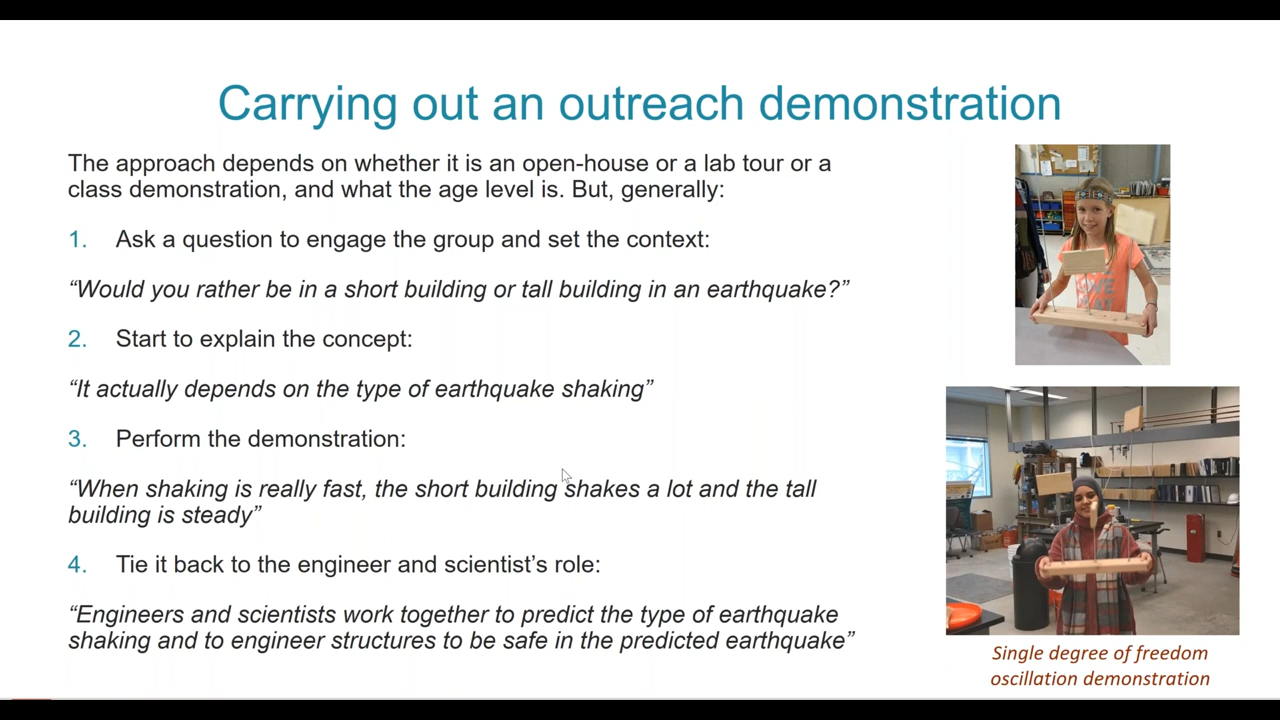 Carrying out an outreach demonstration
The approach depends on whether it is an open-house or a lab tour or a
class demonstration, and what the age level is. But, generally:
1. Ask a question to engage the group and set the context:
“Would you rather be in a short building or tall building in an earthquake?”
2. Start to explain the concept:
“It actually depends on the type of earthquake shaking”
3. Perform the demonstration:
“When shaking is really fast, the short building shakes a lot and the tall
building is steady”
4. Tie it back to the engineer and scientist’s role:
“Engineers and scientists work together to predict the type of earthquake
shaking and to engineer structures to be safe in the predicted earthquake”
Single degree of freedom
oscillation demonstration